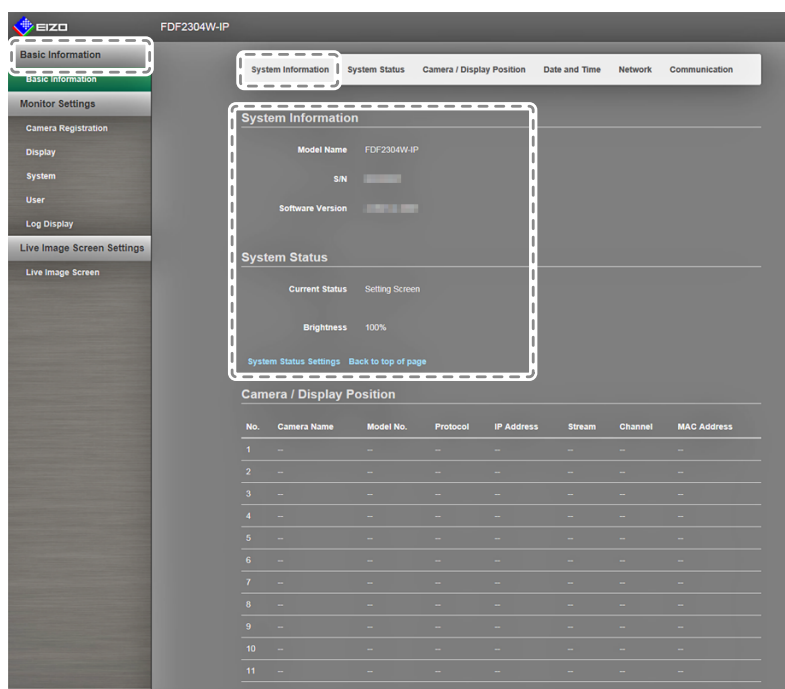 EIZO FDF2304W-IP
Basic Information
Basic Information
Monitor Settings
Camera Registration
Display
System
User
Log Display
Live Image Screen Settings
Live Image Screen
System Information System Status Camera / Display Position Date and Time Network Communication
System Information
Model Name FDF2304W-IP
S/N
Software Version
System Status
Current Status Setting Screen
Brightness 100%
System Status Settings Back to top of page
Camera / Display Position
No. Camera Name Model No. Protocol IP Address Stream Channel MAC Address
1 -- -- -- -- -- -- --
2 -- -- -- -- -- -- --
3 -- -- -- -- -- -- --
4 -- -- -- -- -- -- --
5 -- -- -- -- -- -- --
6 -- -- -- -- -- -- --
7 -- -- -- -- -- -- --
8 -- -- -- -- -- -- --
9 -- -- -- -- -- -- --
10 -- -- -- -- -- -- --
11 -- -- -- -- -- -- --